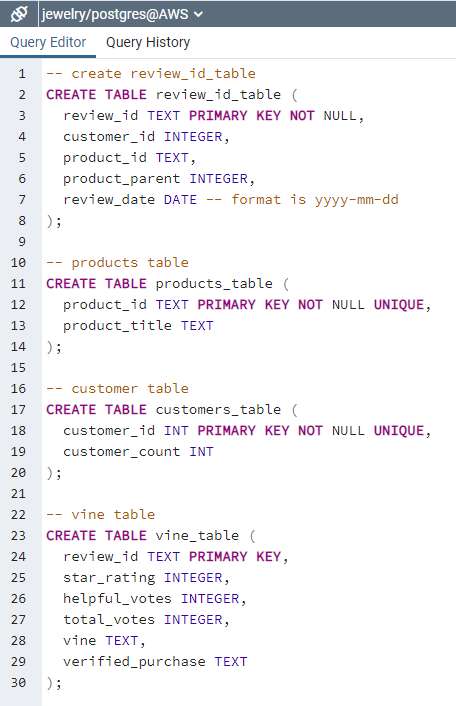 jewelry/postgres@AWS
Query Editor Query History
1 -- create review_id_table
2 CREATE TABLE review_id_table (
3 review_id TEXT PRIMARY KEY NOT NULL,
4 customer_id INTEGER,
5 product_id TEXT,
6 product_parent INTEGER,
7 review_date DATE -- format is yyyy-mm-dd
8 );
9
10 -- products table
11 CREATE TABLE products_table (
12 product_id TEXT PRIMARY KEY NOT NULL UNIQUE,
13 product_title TEXT
14 );
15
16 -- customer table
17 CREATE TABLE customers_table (
18 customer_id INT PRIMARY KEY NOT NULL UNIQUE,
19 customer_count INT
20 );
21
22 -- vine table
23 CREATE TABLE vine_table (
24 review_id TEXT PRIMARY KEY,
25 star_rating INTEGER,
26 helpful_votes INTEGER,
27 total_votes INTEGER,
28 vine TEXT,
29 verified_purchase TEXT
30 );